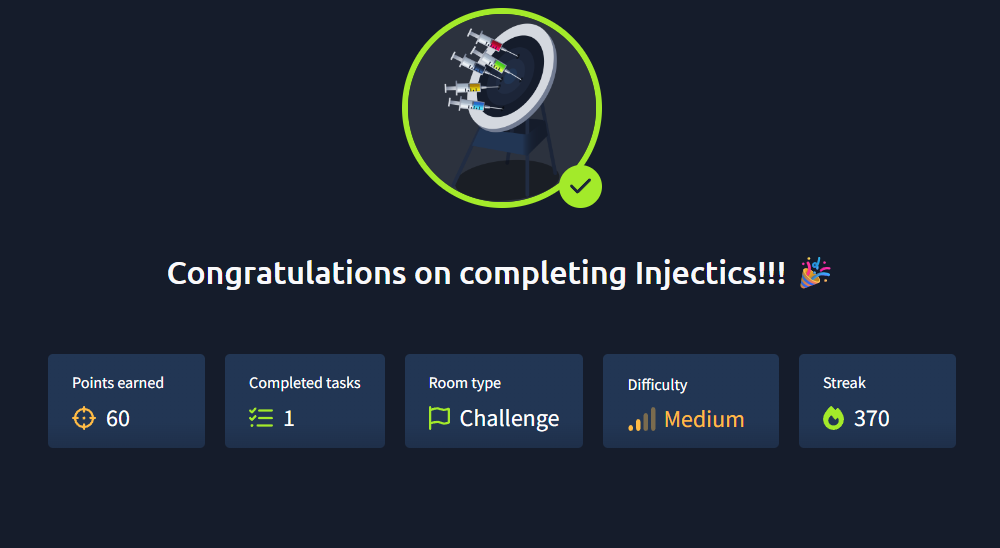 Congratulations on completing Injectics!!! 🎉
Points earned
60
Completed tasks
1
Room type
Challenge
Difficulty
Medium
Streak
370